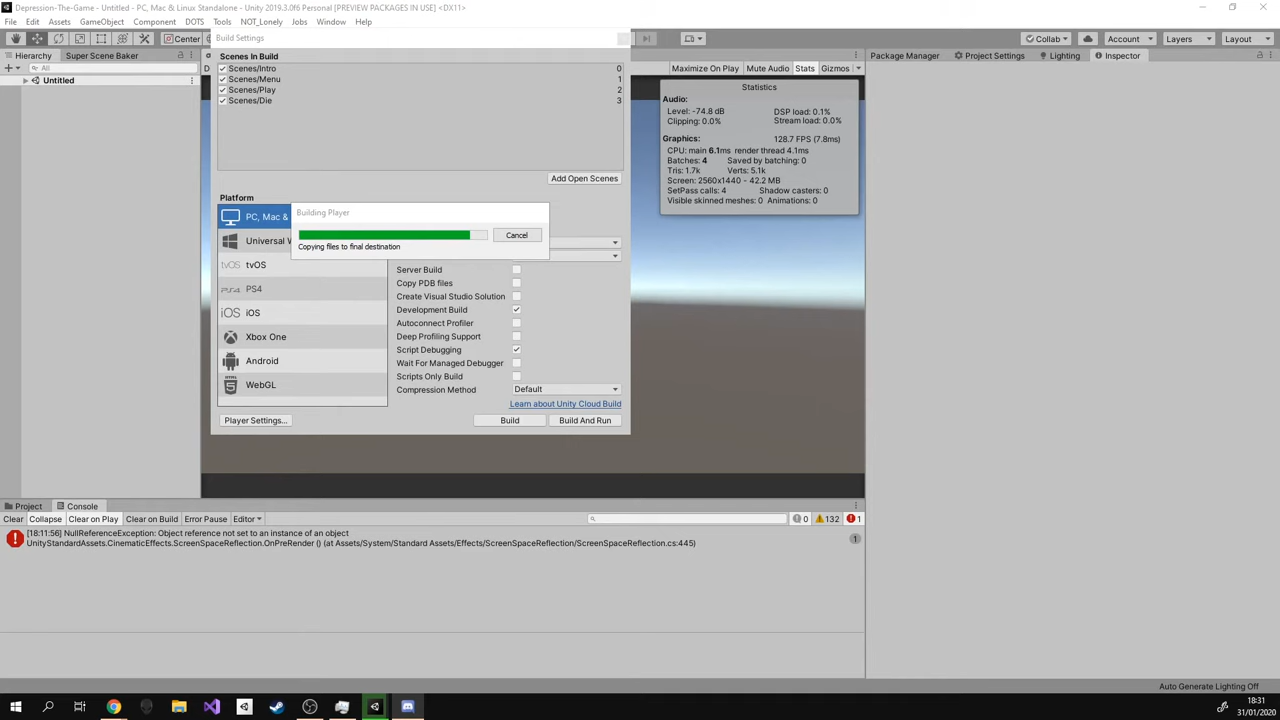 Depression-The-Game - Untitled - PC, Mac & Linux Standalone - Unity 2019.3.0f6 Personal [PREVIEW PACKAGES IN USE] <DX11>
File Edit Assets GameObject Component DOTS Tools NOT_Lonely Jobs Window Help
Center
Collab Account Layers Layout
Build Settings
Hierarchy Super Scene Baker
Package Manager Project Settings Lighting Inspector
All
Untitled
Scenes In Build
Scenes/Intro 0
Scenes/Menu 1
Scenes/Play 2
Scenes/Die 3
Add Open Scenes
Maximize On Play Mute Audio Stats Gizmos
Statistics
Audio:
Level: -74.8 dB DSP load: 0.1%
Clipping: 0.0% Stream load: 0.0%
Graphics: 128.7 FPS (7.8ms)
CPU: main 6.1ms render thread 4.1ms
Batches: 4 Saved by batching: 0
Tris: 1.7k Verts: 5.1k
Screen: 2560x1440 - 42.2 MB
SetPass calls: 4 Shadow casters: 0
Visible skinned meshes: 0 Animations: 0
Platform
PC, Mac &
Universal W
tvOS tvOS
PS4 PS4
iOS iOS
Xbox One
Android
WebGL
Building Player
Cancel
Copying files to final destination
Server Build
Copy PDB files
Create Visual Studio Solution
Development Build
Autoconnect Profiler
Deep Profiling Support
Script Debugging
Wait For Managed Debugger
Scripts Only Build
Compression Method Default
Learn about Unity Cloud Build
Player Settings... Build Build And Run
Project Console
Clear Collapse Clear on Play Clear on Build Error Pause Editor 0 132 1
[18:11:56] NullReferenceException: Object reference not set to an instance of an object
UnityStandardAssets.CinematicEffects.ScreenSpaceReflection.OnPreRender () (at Assets/System/Standard Assets/Effects/ScreenSpaceReflection/ScreenSpaceReflection.cs:445)
1
Auto Generate Lighting Off
18:31
31/01/2020